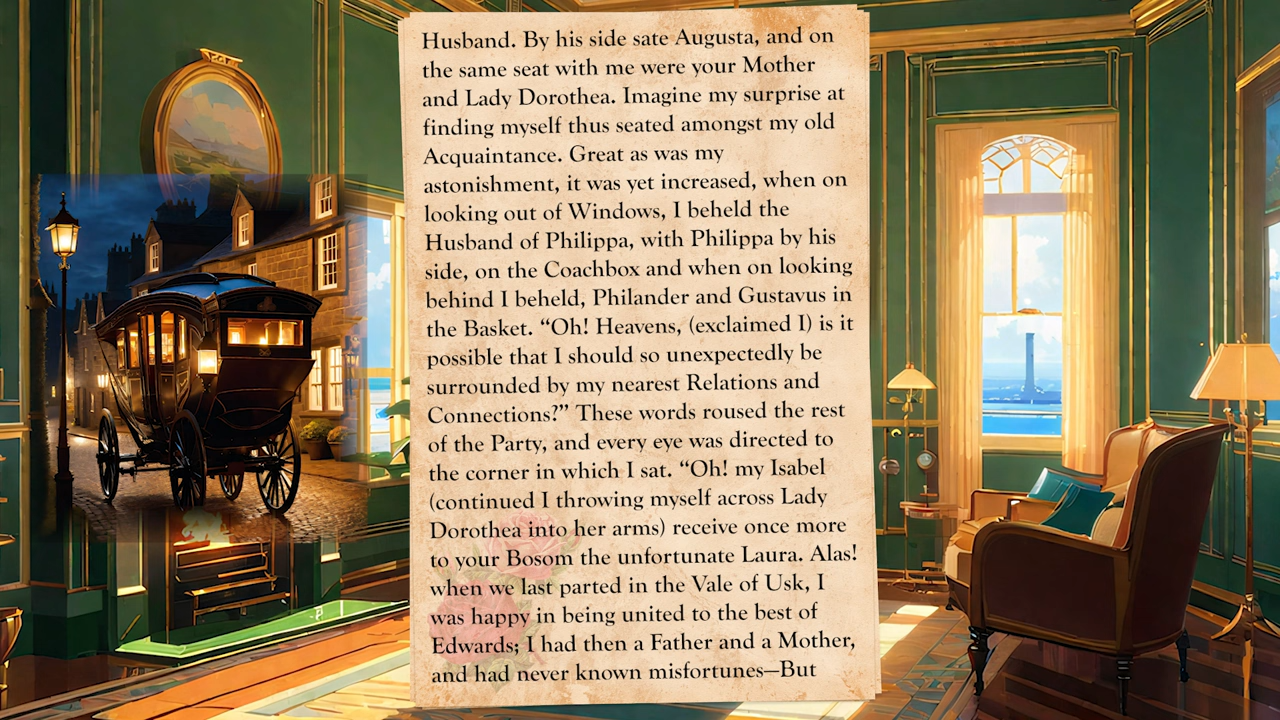 Husband. By his side sate Augusta, and on
the same seat with me were your Mother
and Lady Dorothea. Imagine my surprise at
finding myself thus seated amongst my old
Acquaintance. Great as was my
astonishment, it was yet increased, when on
looking out of Windows, I beheld the
Husband of Philippa, with Philippa by his
side, on the Coachbox and when on looking
behind I beheld, Philander and Gustavus in
the Basket. “Oh! Heavens, (exclaimed I) is it
possible that I should so unexpectedly be
surrounded by my nearest Relations and
Connections?” These words roused the rest
of the Party, and every eye was directed to
the corner in which I sat. “Oh! my Isabel
(continued I throwing myself across Lady
Dorothea into her arms) receive once more
to your Bosom the unfortunate Laura. Alas!
when we last parted in the Vale of Usk, I
was happy in being united to the best of
Edwards; I had then a Father and a Mother,
and had never known misfortunes—But